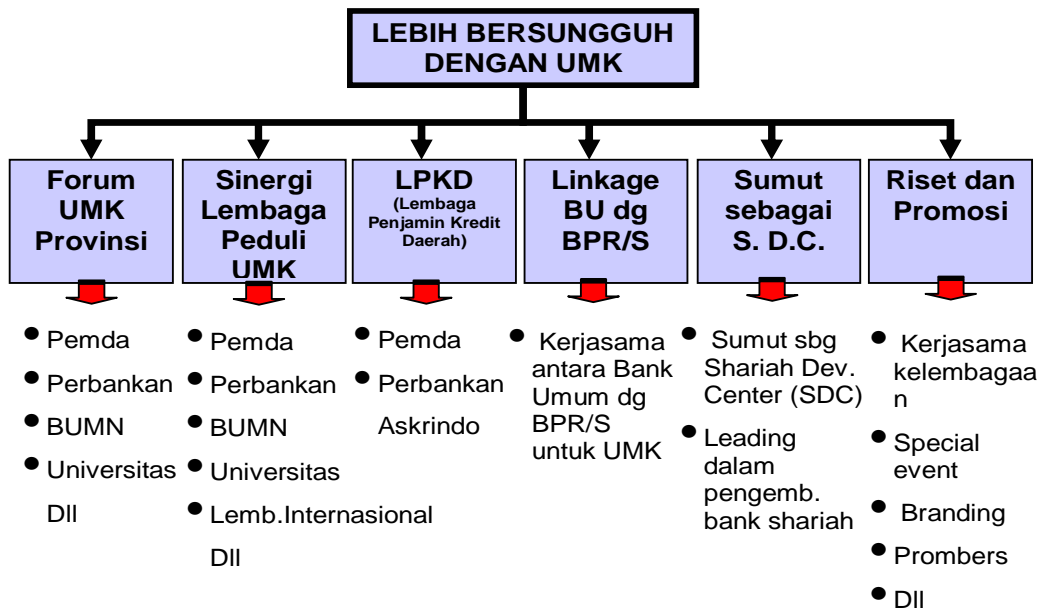 LEBIH BERSUNGGUH
DENGAN UMK
Forum
UMK
Provinsi
Sinergi
Lembaga
Peduli
UMK
LPKD
(Lembaga
Penjamin Kredit
Daerah)
Linkage
BU dg
BPR/S
Sumut
sebagai
S. D.C.
Riset dan
Promosi
• Pemda
• Perbankan
• BUMN
• Universitas
Dll
• Pemda
• Perbankan
• BUMN
• Universitas
• Lemb.Internasional
Dll
• Pemda
• Perbankan
Askrindo
• Kerjasama
antara Bank
Umum dg
BPR/S
untuk UMK
• Sumut sbg
Shariah Dev.
Center (SDC)
• Leading
dalam
pengemb.
bank shariah
• Kerjasama
kelembagaa
n
• Special
event
• Branding
• Prombers
• Dll